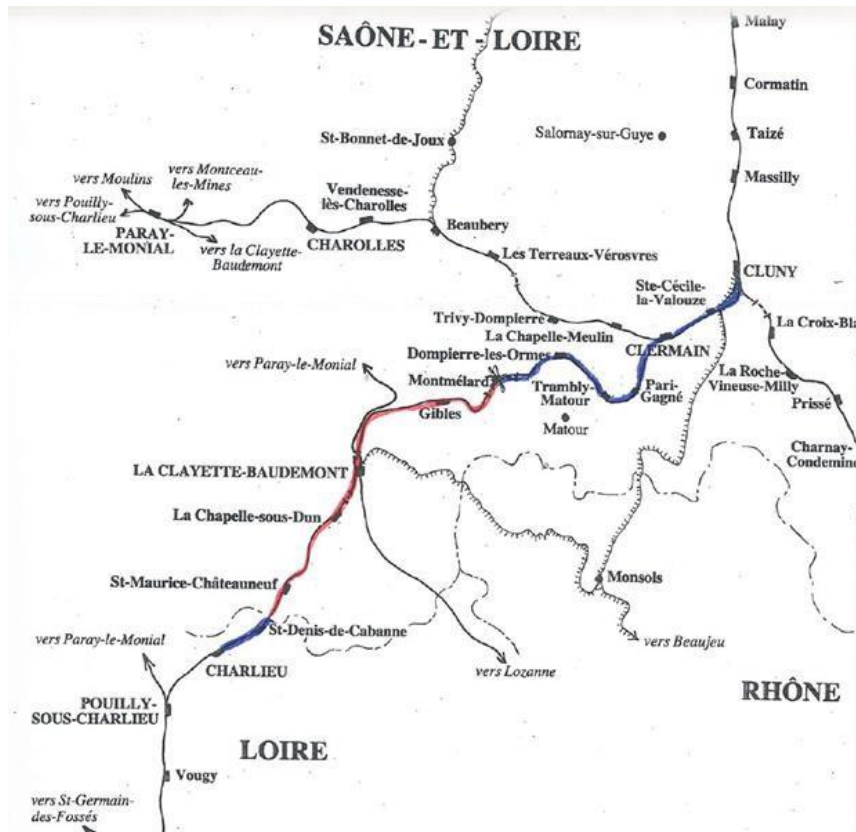 Malay
SAÔNE-ET-LOIRE
Cormatin
St-Bonnet-de-Joux
Salornay-sur-Guye
Taizé
vers Moulins
vers Montceau-
les-Mines
Massilly
vers Pouilly-
sous-Charlieu
Vendenesse-
lès-Charolles
PARAY-
LE-MONIAL
CHAROLLES
Beaubery
vers la Clayette-
Baudemont
Les Terreaux-Vérosvres
CLUNY
Ste-Cécile-
la-Valouze
Trivy-Dompierre
La Croix-Bla
La Chapelle-Meulin
CLERMAIN
vers Paray-le-Monial
Dompierre-les-Ormes
Montmélard
Trambly-
Matour
Pari-
Gagné
La Roche-
Vineuse-Milly
Gibles
Matour
Prissé
Charnay-
Condemine
LA CLAYETTE-BAUDEMONT
La Chapelle-sous-Dun
St-Maurice-Châteauneuf
Monsols
St-Denis-de-Cabanne
vers Paray-le-Monial
vers Beaujeu
CHARLIEU
vers Lozanne
RHÔNE
POUILLY-
SOUS-CHARLIEU
LOIRE
Vougy
vers St-Germain-
des-Fossés